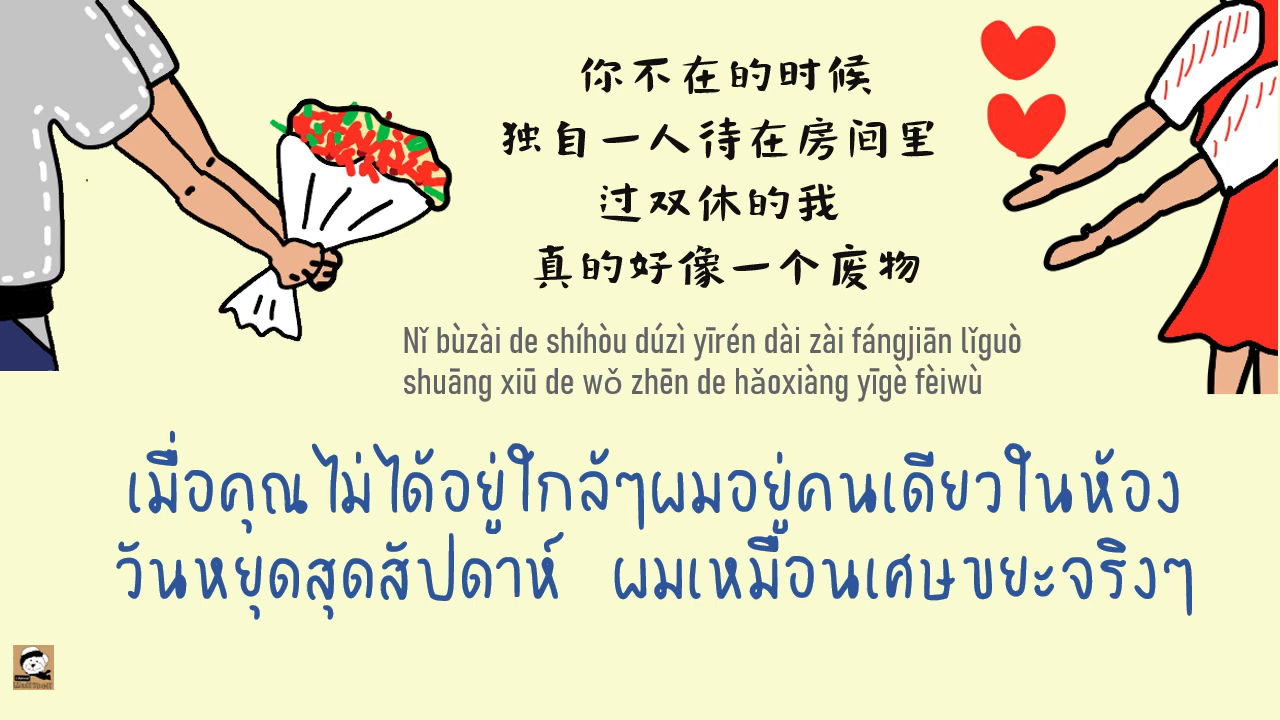 你不在的时候
独自一人待在房间里
过双休的我
真的好像一个废物
Nǐ bùzài de shíhòu dúzì yīrén dài zài fángjiān lǐguò
shuāng xiū de wǒ zhēn de hǎoxiàng yīgè fèiwù
เมื่อคุณไม่ได้อยู่ใกล้ๆผมอยู่คนเดียวในห้อง
วันหยุดสุดสัปดาห์ ผมเหมือนเศษขยะจริงๆ